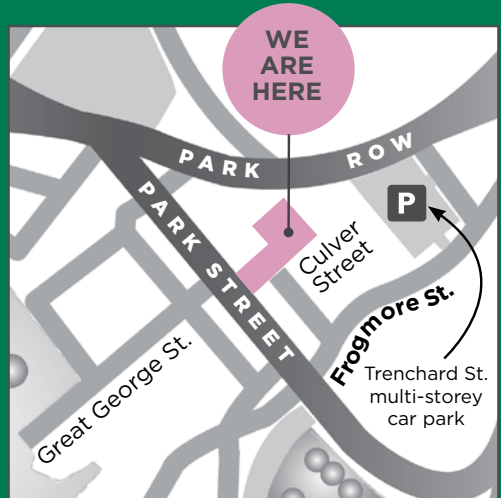 WE
ARE
HERE
PARK ROW
P
PARK STREET
Culver
Street
Frogmore St.
Great George St.
Trenchard St.
multi-storey
car park